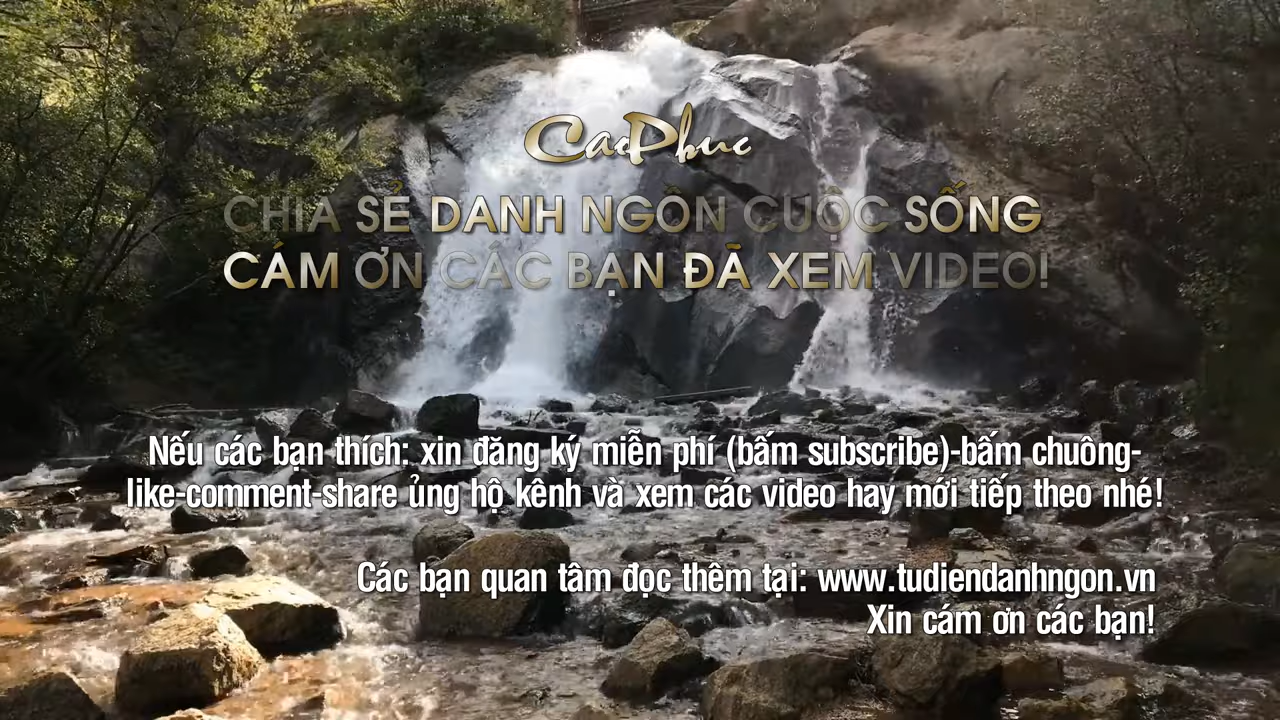 CacPhuc
CHIA SẺ DANH NGÔN CUỘC SỐNG
CÁM ƠN CÁC BẠN ĐÃ XEM VIDEO!
Nếu các bạn thích: xin đăng ký miễn phí (bấm subscribe)-bấm chuông-
like-comment-share ủng hộ kênh và xem các video hay mới tiếp theo nhé!
Các bạn quan tâm đọc thêm tại: www.tudiendanhngon.vn
Xin cám ơn các bạn!